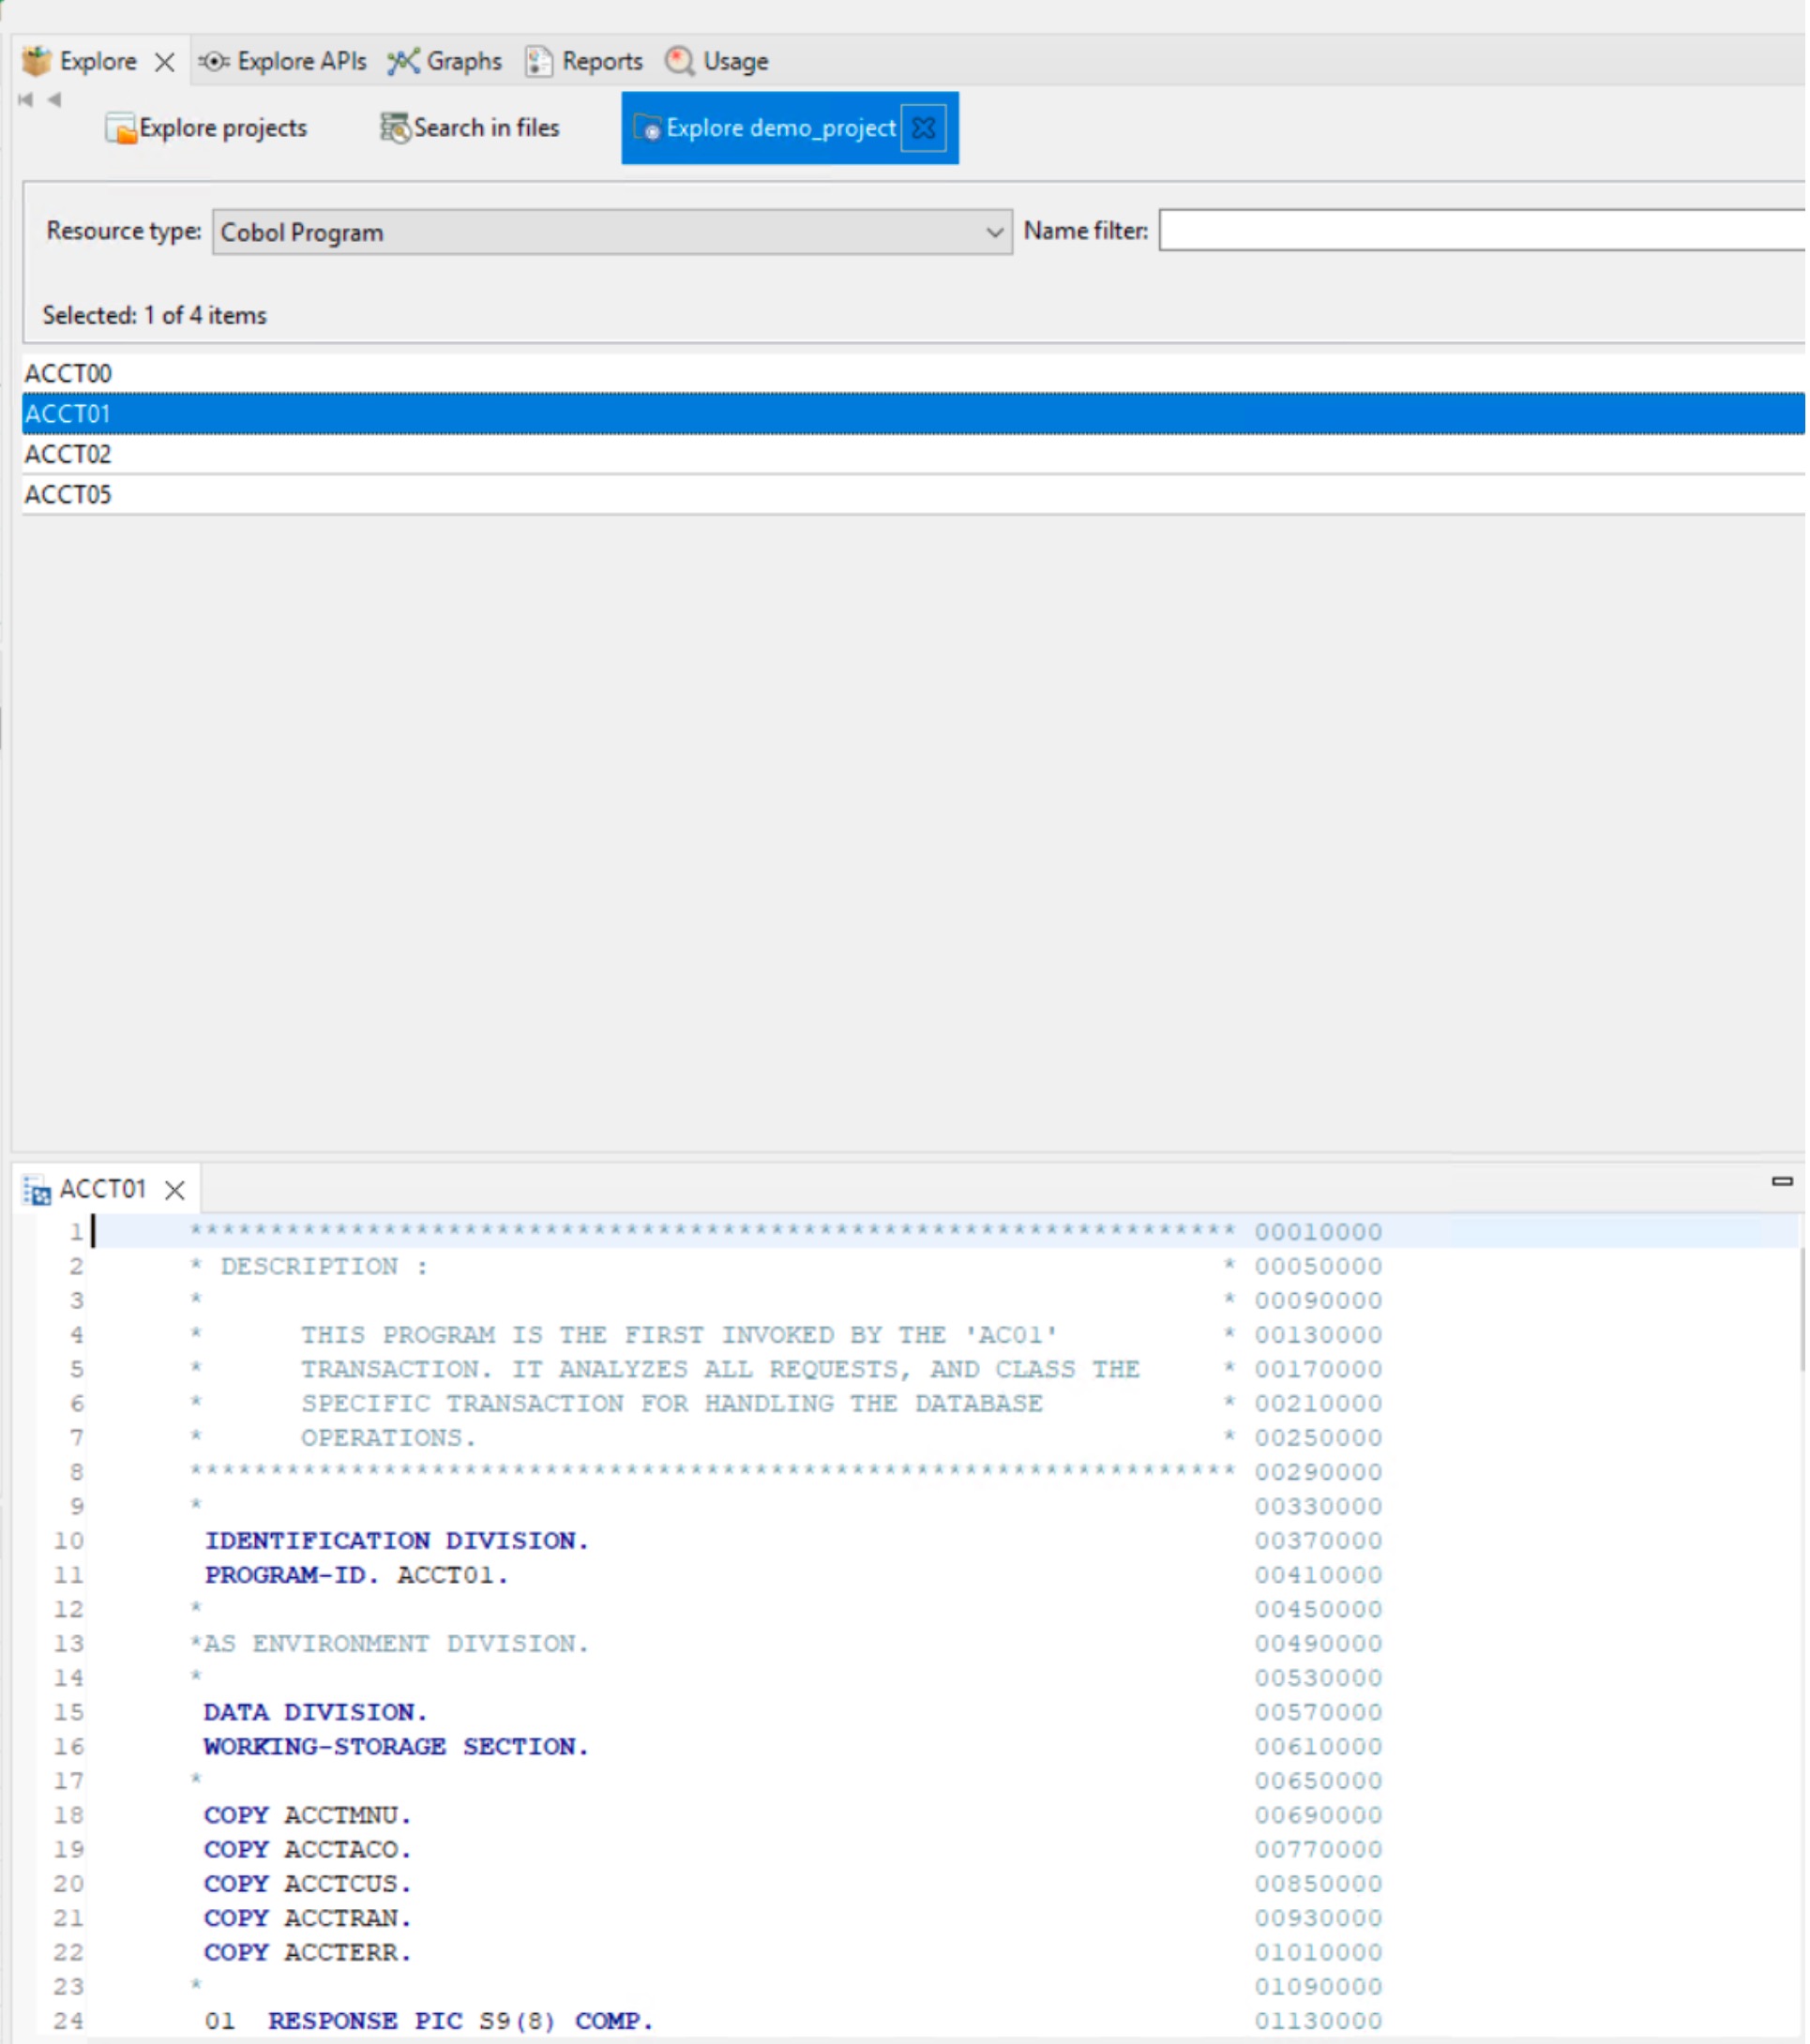 Explore Explore APIs Graphs Reports Usage
Explore projects Search in files Explore demo_project
Resource type: Cobol Program Name filter:
Selected: 1 of 4 items
ACCT00
ACCT01
ACCT02
ACCT05
ACCT01
1 ***************************************************************** 00010000
2 * DESCRIPTION : * 00050000
3 * * 00090000
4 * THIS PROGRAM IS THE FIRST INVOKED BY THE 'AC01' * 00130000
5 * TRANSACTION. IT ANALYZES ALL REQUESTS, AND CLASS THE * 00170000
6 * SPECIFIC TRANSACTION FOR HANDLING THE DATABASE * 00210000
7 * OPERATIONS. * 00250000
8 ***************************************************************** 00290000
9 * 00330000
10 IDENTIFICATION DIVISION. 00370000
11 PROGRAM-ID. ACCT01. 00410000
12 * 00450000
13 *AS ENVIRONMENT DIVISION. 00490000
14 * 00530000
15 DATA DIVISION. 00570000
16 WORKING-STORAGE SECTION. 00610000
17 * 00650000
18 COPY ACCTMNU. 00690000
19 COPY ACCTACO. 00770000
20 COPY ACCTCUS. 00850000
21 COPY ACCTRAN. 00930000
22 COPY ACCTERR. 01010000
23 * 01090000
24 01 RESPONSE PIC S9(8) COMP. 01130000